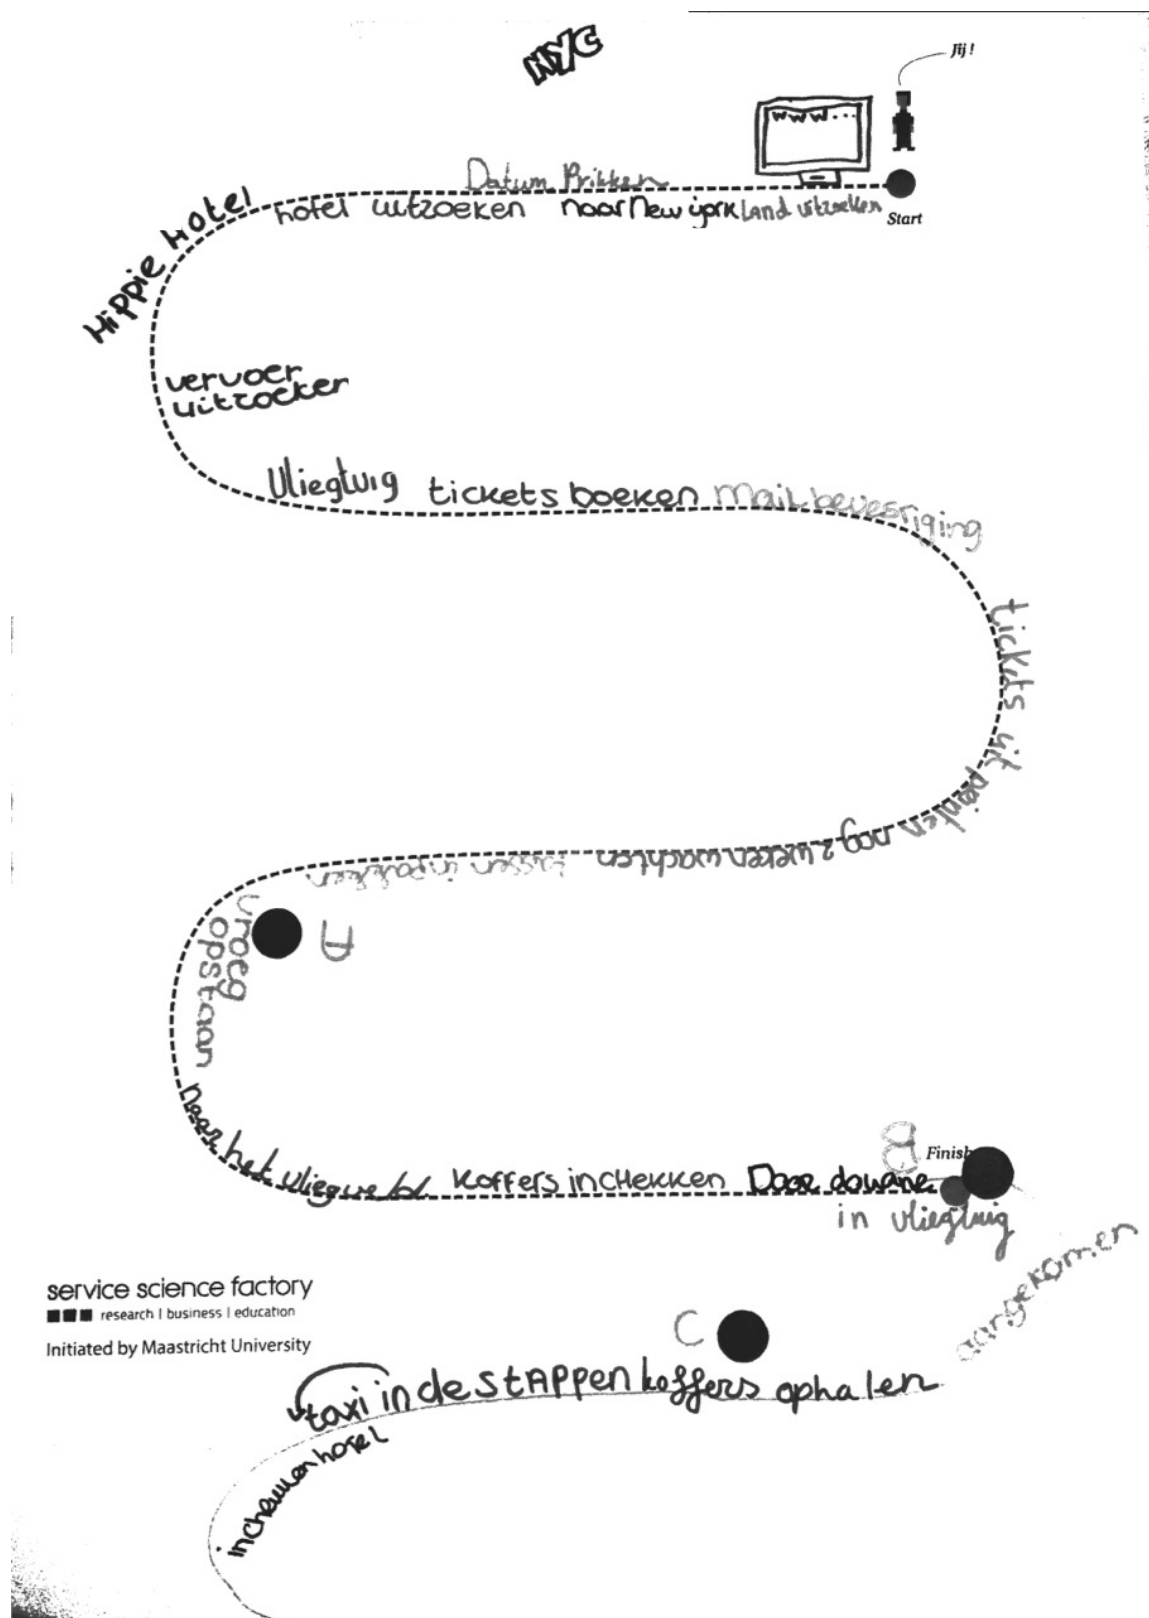 NYC
Jij!
www...
Start
Land uitzoeken
naar New york
Datum Prikken
hotel uitzoeken
Hippie Hotel
vervoer
uitzoeker
Vliegtuig tickets boeken mail bevestiging
tickets uit printen
nog 2 weken wachten
tassen inpakken
D
vroeg
opstaan
naar het vliegveld
koffers incHekken
Door douane
B
Finish
in vliegtuig
aangekomen
service science factory
research | business | education
Initiated by Maastricht University
C
koffers ophalen
taxi in de stAppen
inchekken hotel